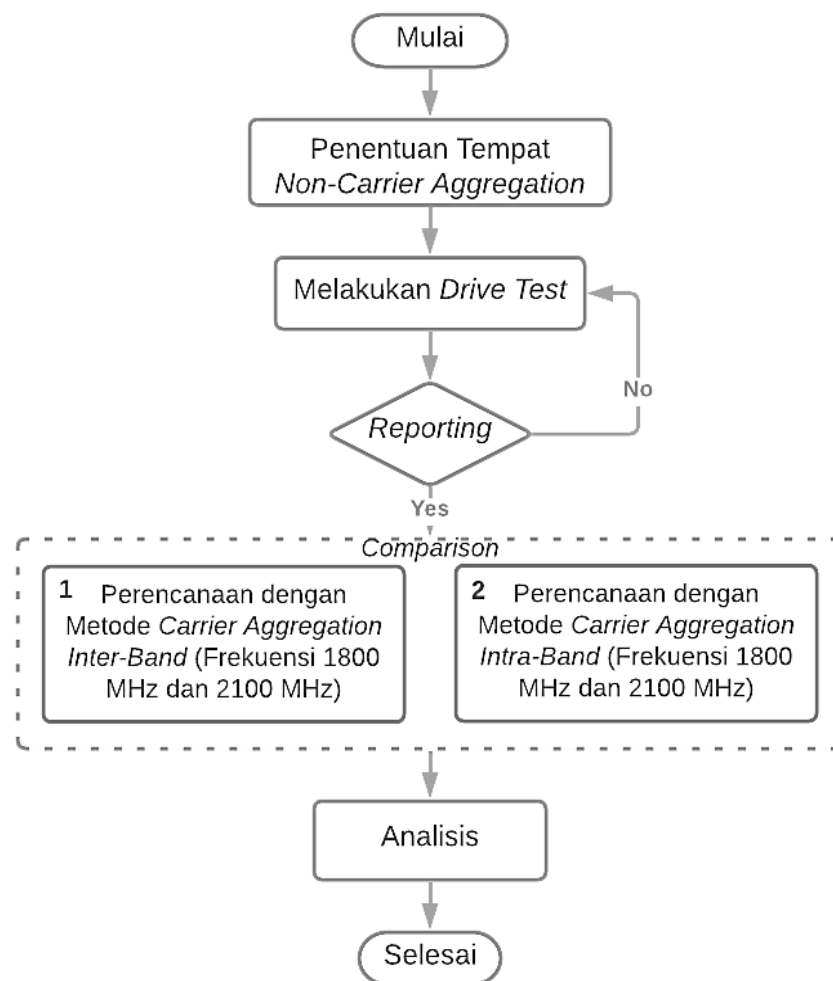 Mulai
Penentuan Tempat
Non-Carrier Aggregation
Melakukan Drive Test
No
Reporting
Yes
Comparison
1 Perencanaan dengan
Metode Carrier Aggregation
Inter-Band (Frekuensi 1800
MHz dan 2100 MHz)
2 Perencanaan dengan
Metode Carrier Aggregation
Intra-Band (Frekuensi 1800
MHz dan 2100 MHz)
Analisis
Selesai